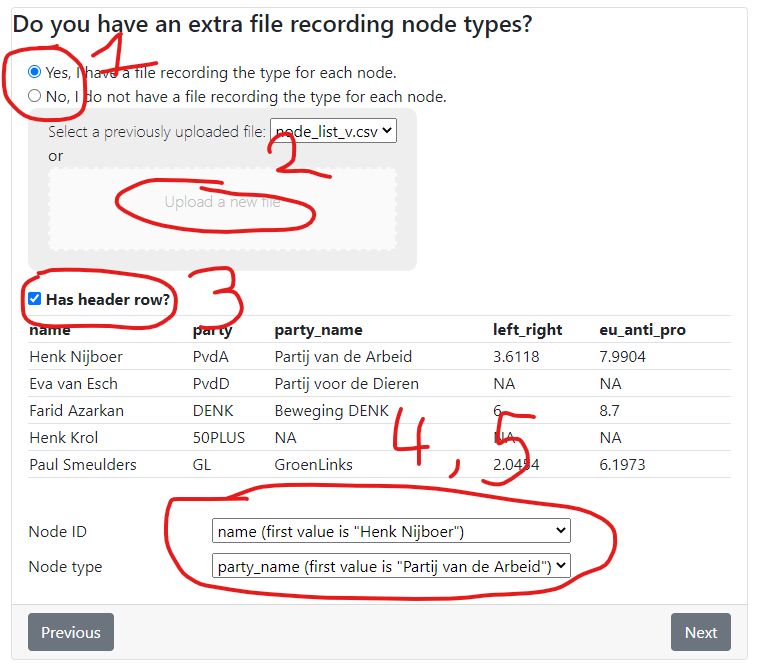 Do you have an extra file recording node types?
1
Yes, I have a file recording the type for each node.
No, I do not have a file recording the type for each node.
Select a previously uploaded file: node_list_v.csv
or
2
Upload a new file
Has header row? 3
name party party_name left_right eu_anti_pro
Henk Nijboer PvdA Partij van de Arbeid 3.6118 7.9904
Eva van Esch PvdD Partij voor de Dieren NA NA
Farid Azarkan DENK Beweging DENK 6 8.7
Henk Krol 50PLUS NA NA NA
Paul Smeulders GL GroenLinks 2.0454 6.1973
4, 5
Node ID name (first value is "Henk Nijboer")
Node type party_name (first value is "Partij van de Arbeid")
Previous Next